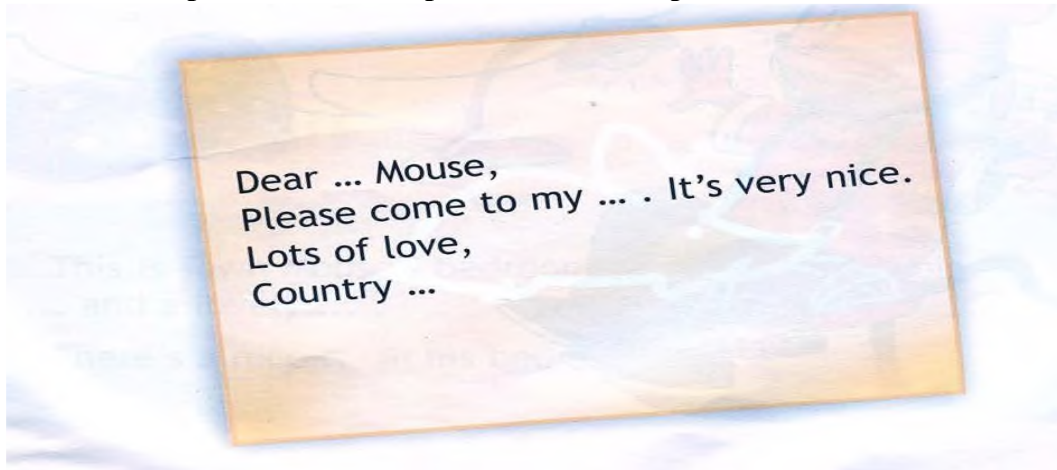 Dear ... Mouse,
Please come to my ... . It's very nice.
Lots of love,
Country ...